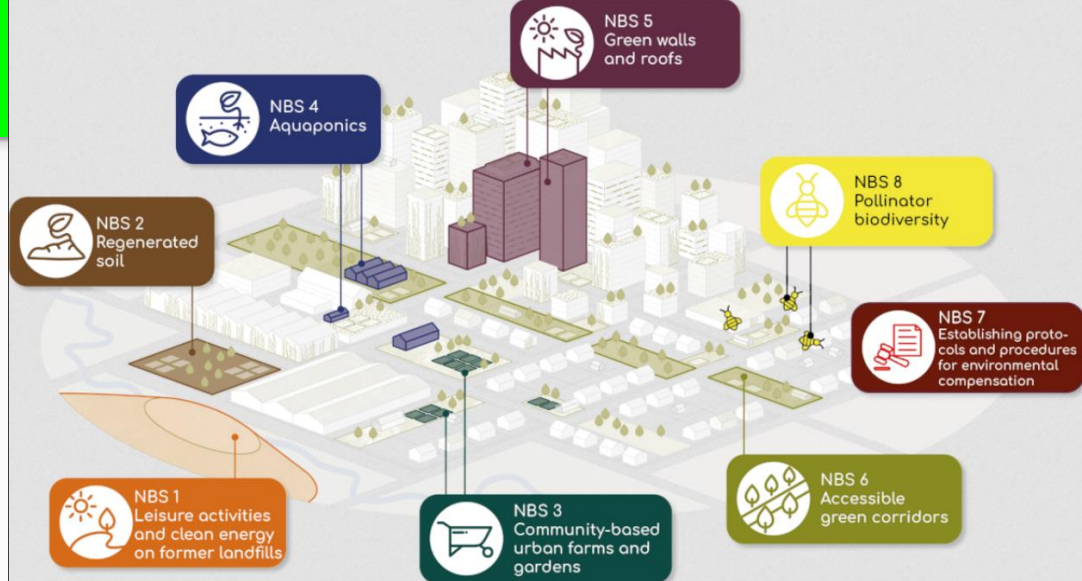 NBS 5
Green walls
and roofs
NBS 4
Aquaponics
NBS 8
Pollinator
biodiversity
NBS 2
Regenerated
soil
NBS 7
Establishing proto-
cols and procedures
for environmental
compensation
NBS 6
Accessible
green corridors
NBS 1
Leisure activities
and clean energy
on former landfills
NBS 3
Community-based
urban farms and
gardens